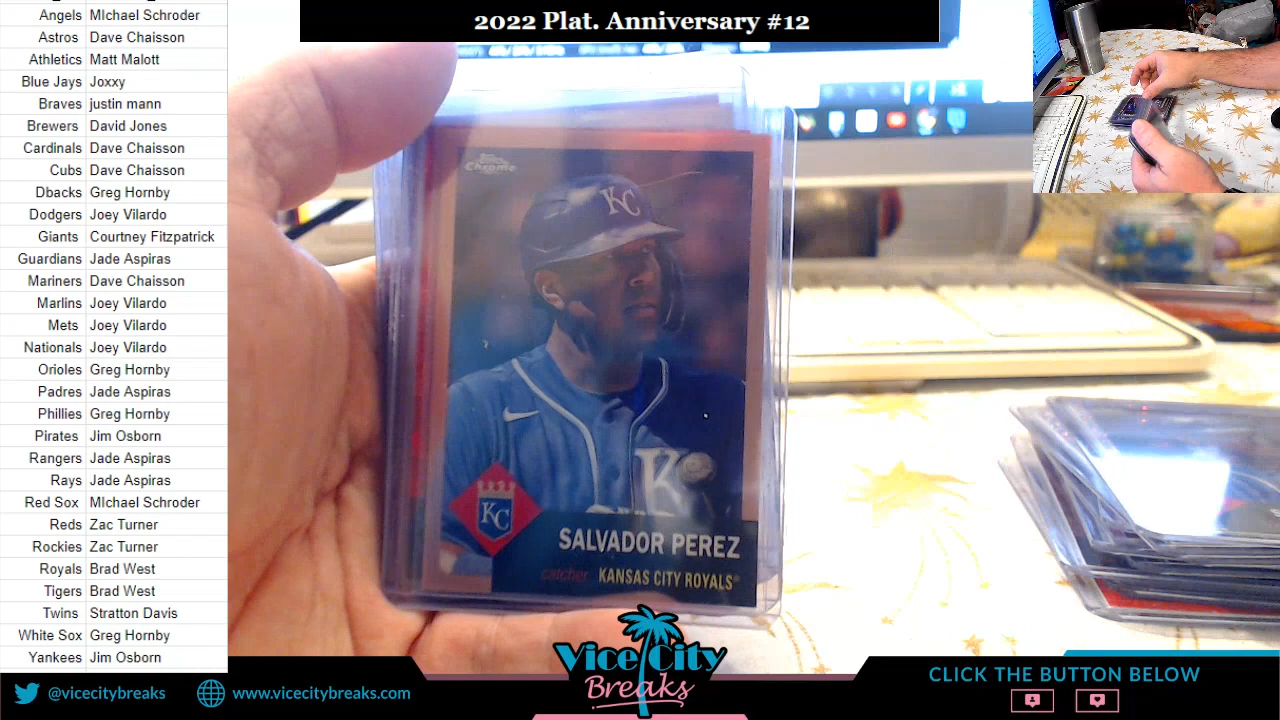 2022 Plat. Anniversary #12
Angels MIchael Schroder
Astros Dave Chaisson
Athletics Matt Malott
Blue Jays Joxxy
Braves justin mann
Brewers David Jones
Cardinals Dave Chaisson
Cubs Dave Chaisson
Dbacks Greg Hornby
Dodgers Joey Vilardo
Giants Courtney Fitzpatrick
Guardians Jade Aspiras
Mariners Dave Chaisson
Marlins Joey Vilardo
Mets Joey Vilardo
Nationals Joey Vilardo
Orioles Greg Hornby
Padres Jade Aspiras
Phillies Greg Hornby
Pirates Jim Osborn
Rangers Jade Aspiras
Rays Jade Aspiras
Red Sox MIchael Schroder
Reds Zac Turner
Rockies Zac Turner
Royals Brad West
Tigers Brad West
Twins Stratton Davis
White Sox Greg Hornby
Yankees Jim Osborn
Topps
Chrome
KC
K
KC
SALVADOR PEREZ
catcher KANSAS CITY ROYALS®
Vice City
Breaks
@vicecitybreaks
www.vicecitybreaks.com
CLICK THE BUTTON BELOW